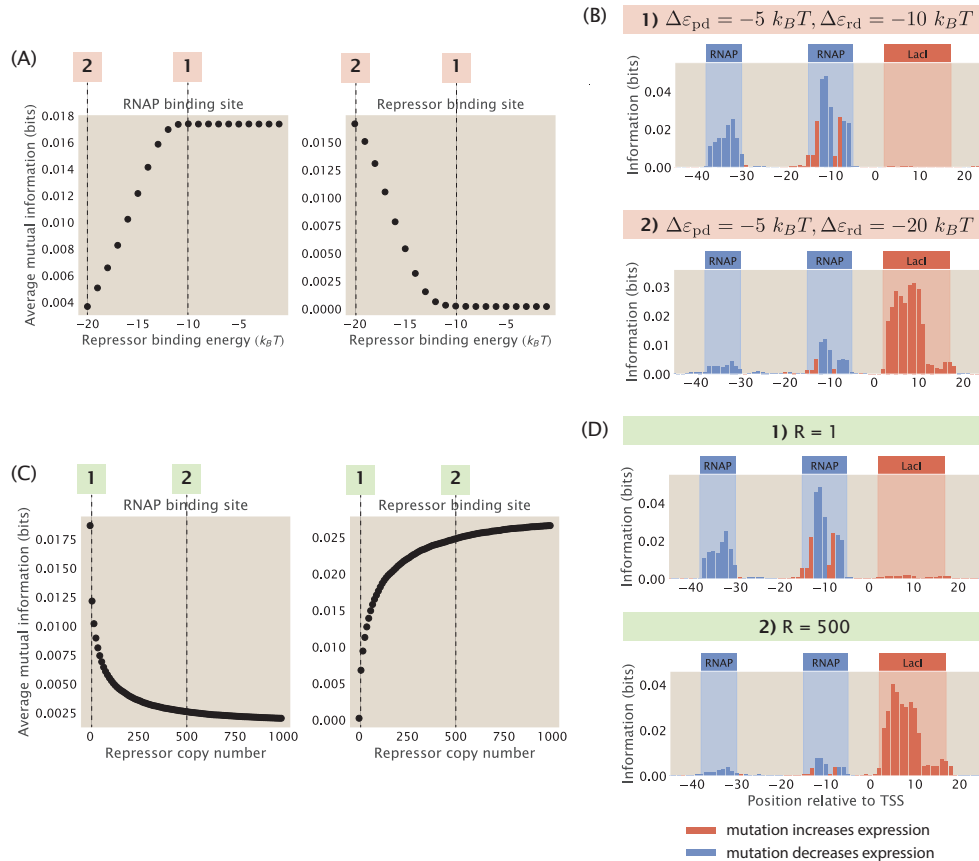 (A)
2
1
RNAP binding site
Average mutual information (bits)
0.018
0.016
0.014
0.012
0.010
0.008
0.006
0.004
−20
−15
−10
−5
Repressor binding energy (k_BT)
2
1
Repressor binding site
0.0150
0.0125
0.0100
0.0075
0.0050
0.0025
0.0000
−20
−15
−10
−5
Repressor binding energy (k_BT)
(B)
1) Δε_pd = −5 k_BT, Δε_rd = −10 k_BT
RNAP
RNAP
LacI
Information (bits)
0.04
0.02
0.00
−40
−30
−20
−10
0
10
20
2) Δε_pd = −5 k_BT, Δε_rd = −20 k_BT
RNAP
RNAP
LacI
Information (bits)
0.03
0.02
0.01
0.00
−40
−30
−20
−10
0
10
20
(C)
1
2
RNAP binding site
Average mutual information (bits)
0.0175
0.0150
0.0125
0.0100
0.0075
0.0050
0.0025
0
250
500
750
1000
Repressor copy number
1
2
Repressor binding site
0.025
0.020
0.015
0.010
0.005
0.000
0
250
500
750
1000
Repressor copy number
(D)
1) R = 1
RNAP
RNAP
LacI
Information (bits)
0.04
0.02
0.00
−40
−30
−20
−10
0
10
20
2) R = 500
RNAP
RNAP
LacI
Information (bits)
0.04
0.02
0.00
−40
−30
−20
−10
0
10
20
Position relative to TSS
mutation increases expression
mutation decreases expression